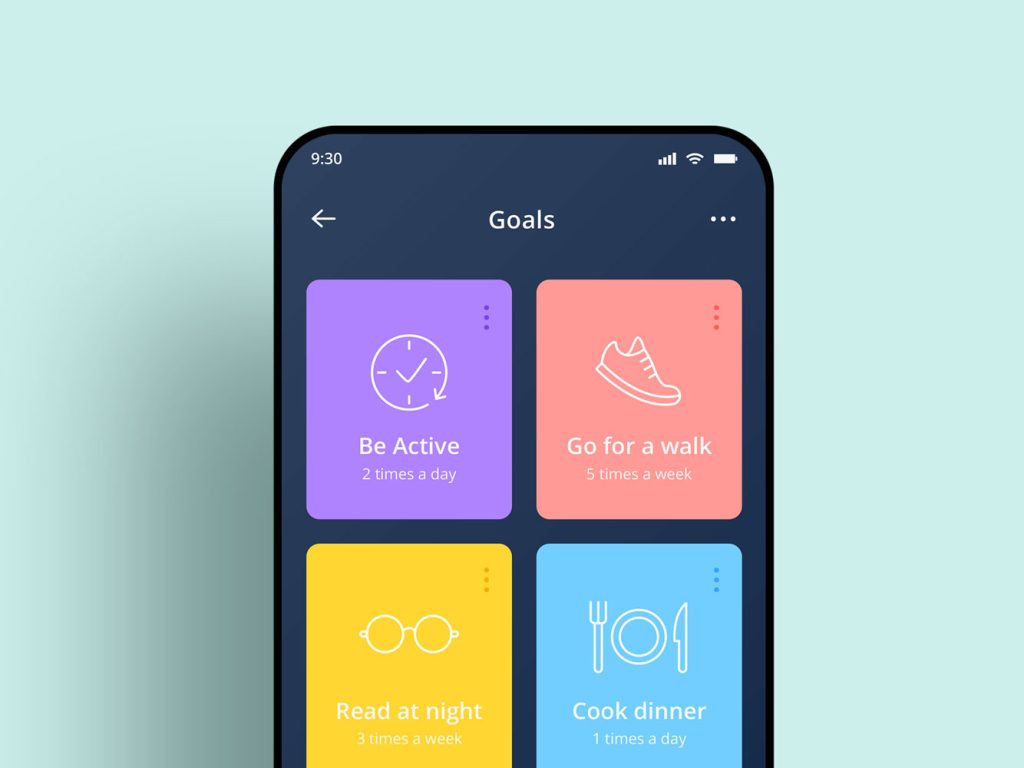 9:30
Goals
Be Active
2 times a day
Go for a walk
5 times a week
Read at night
3 times a week
Cook dinner
1 times a day